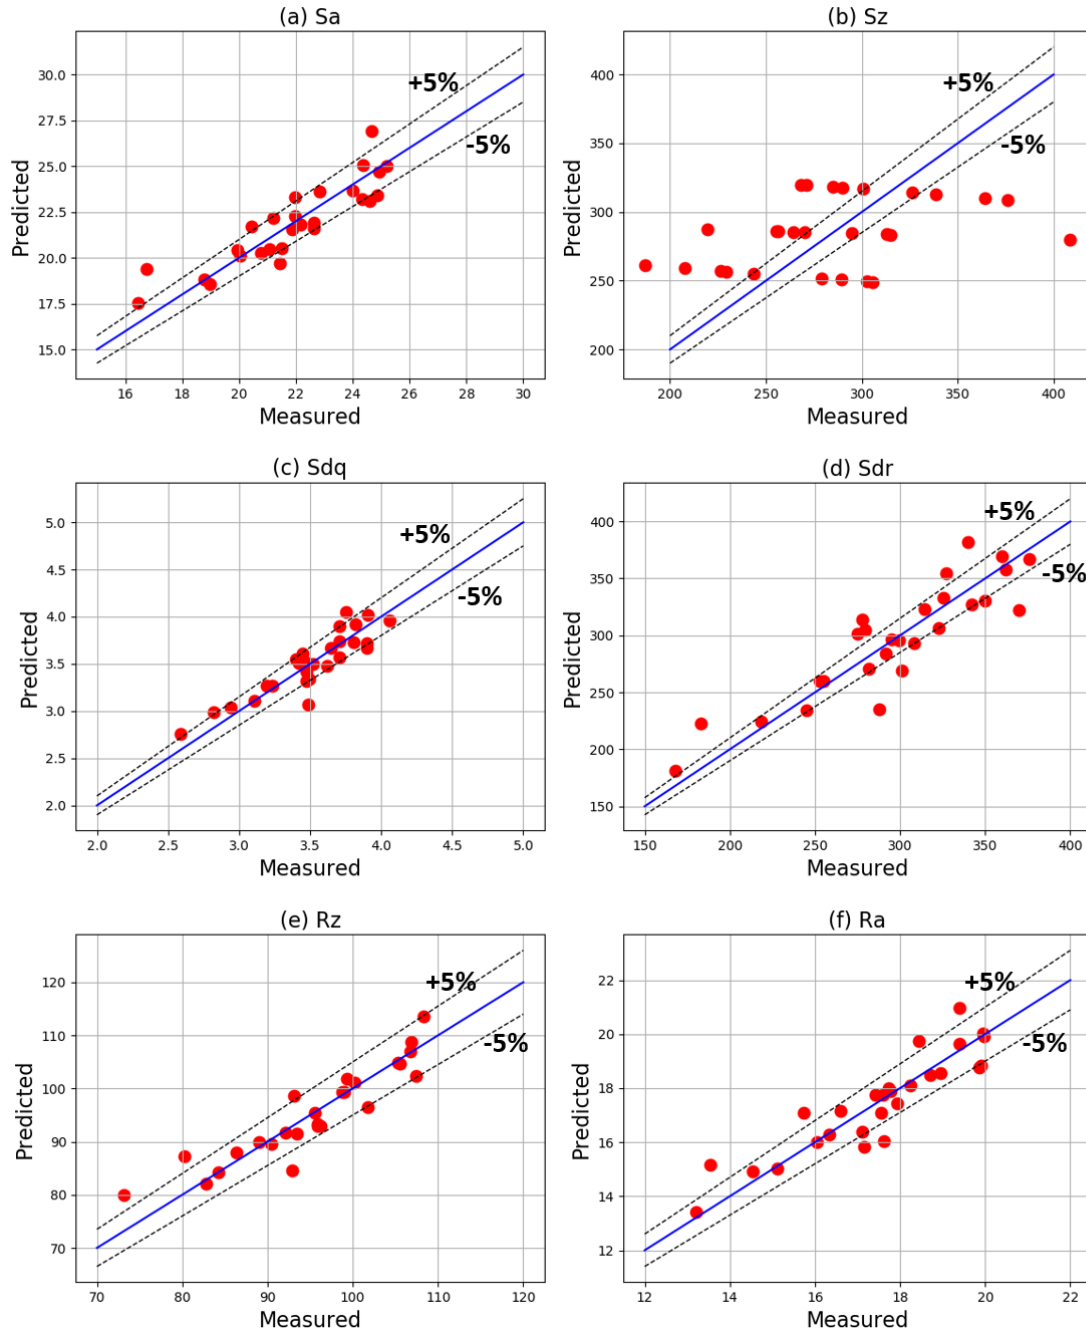 (a) Sa
30.0
27.5
25.0
22.5
20.0
17.5
15.0
Predicted
+5%
-5%
16 18 20 22 24 26 28 30
Measured
(b) Sz
400
350
300
250
200
Predicted
+5%
-5%
200 250 300 350 400
Measured
(c) Sdq
5.0
4.5
4.0
3.5
3.0
2.5
2.0
Predicted
+5%
-5%
2.0 2.5 3.0 3.5 4.0 4.5 5.0
Measured
(d) Sdr
400
350
300
250
200
150
Predicted
+5%
-5%
150 200 250 300 350 400
Measured
(e) Rz
120
110
100
90
80
70
Predicted
+5%
-5%
70 80 90 100 110 120
Measured
(f) Ra
22
20
18
16
14
12
Predicted
+5%
-5%
12 14 16 18 20 22
Measured